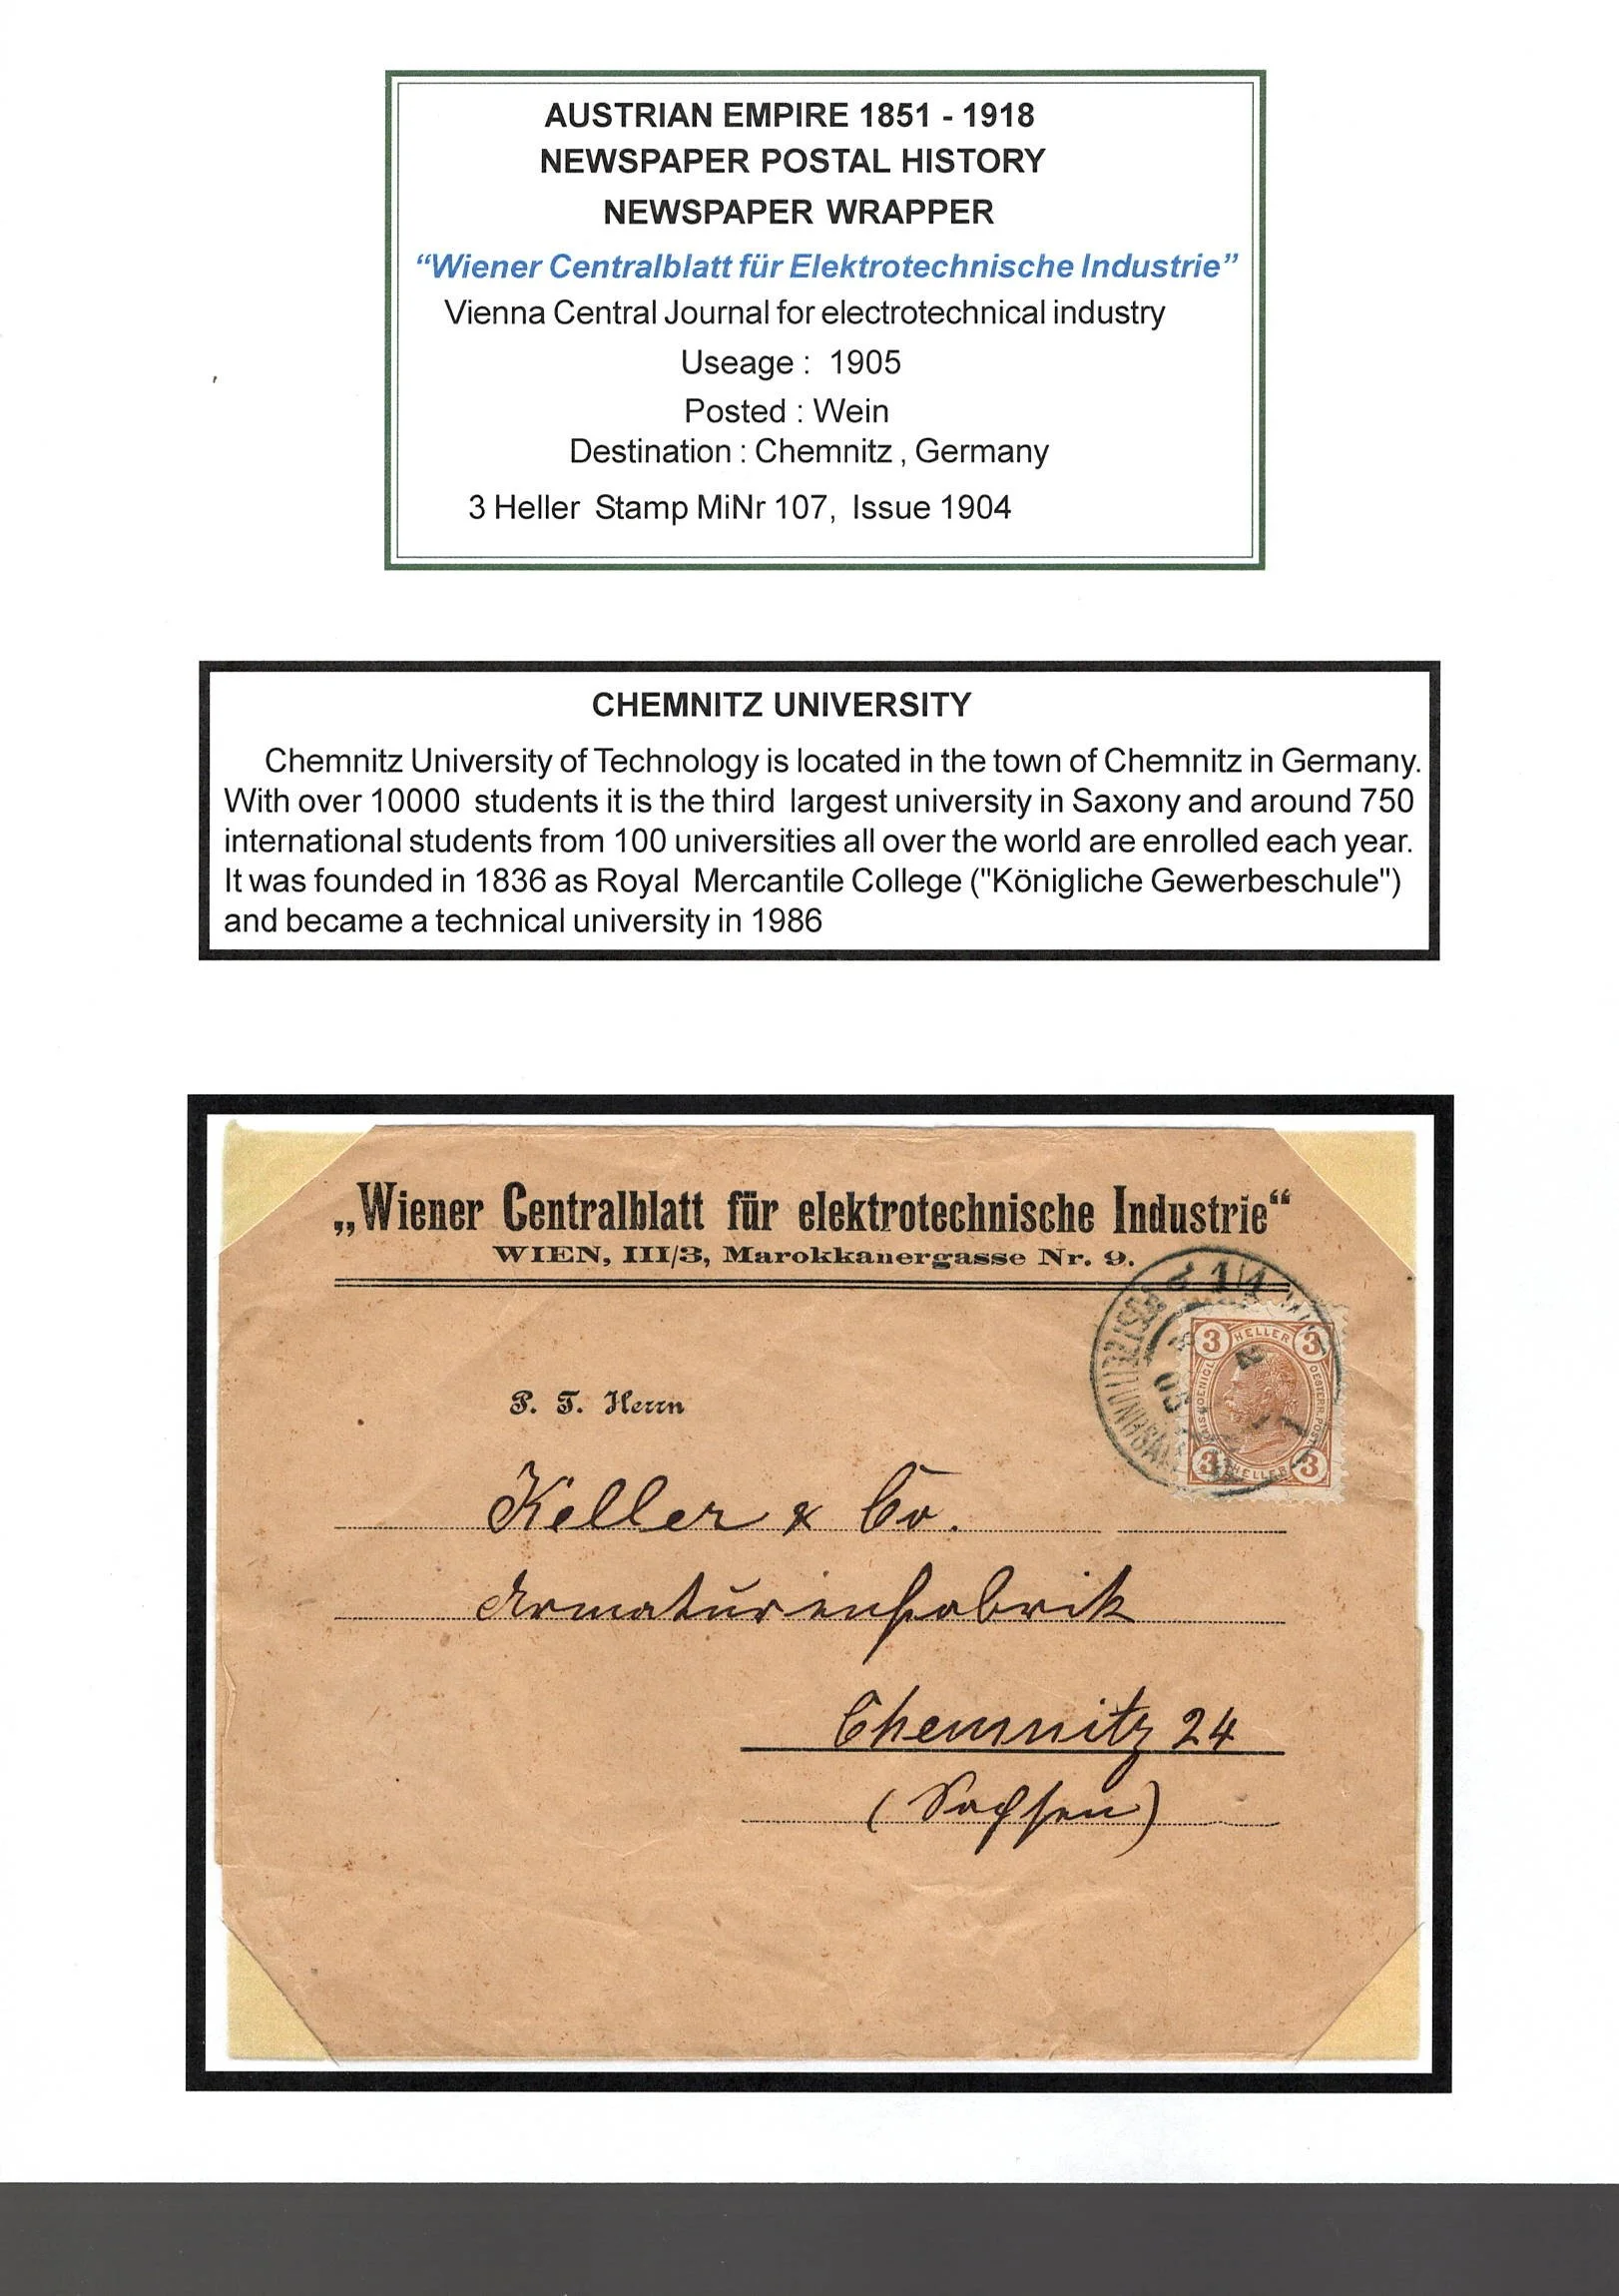 AUSTRIAN EMPIRE 1851 - 1918
NEWSPAPER POSTAL HISTORY
NEWSPAPER WRAPPER
“Wiener Centralblatt für Elektrotechnische Industrie”
Vienna Central Journal for electrotechnical industry
Useage : 1905
Posted : Wein
Destination : Chemnitz , Germany
3 Heller Stamp MiNr 107, Issue 1904
CHEMNITZ UNIVERSITY
Chemnitz University of Technology is located in the town of Chemnitz in Germany.
With over 10000 students it is the third largest university in Saxony and around 750
international students from 100 universities all over the world are enrolled each year.
It was founded in 1836 as Royal Mercantile College ("Königliche Gewerbeschule")
and became a technical university in 1986
„Wiener Centralblatt für elektrotechnische Industrie“
WIEN, III/3, Marokkanergasse Nr. 9.
3 HELLER 3
3 HELLER 3
P. T. Herrn
Keller & Co.
Armaturenfabrik
Chemnitz 24
(Sachsen)